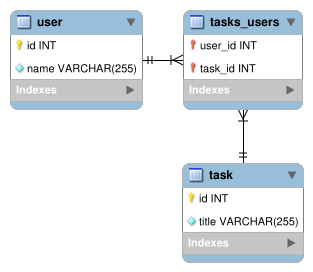 user
id INT
name VARCHAR(255)
Indexes
tasks_users
user_id INT
task_id INT
Indexes
task
id INT
title VARCHAR(255)
Indexes